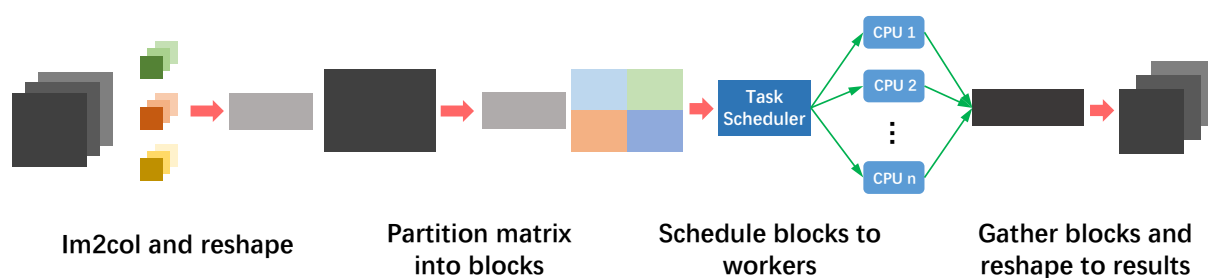 CPU 1
Task
Scheduler
CPU 2
⋮
CPU n
Im2col and reshape
Partition matrix
into blocks
Schedule blocks to
workers
Gather blocks and
reshape to results